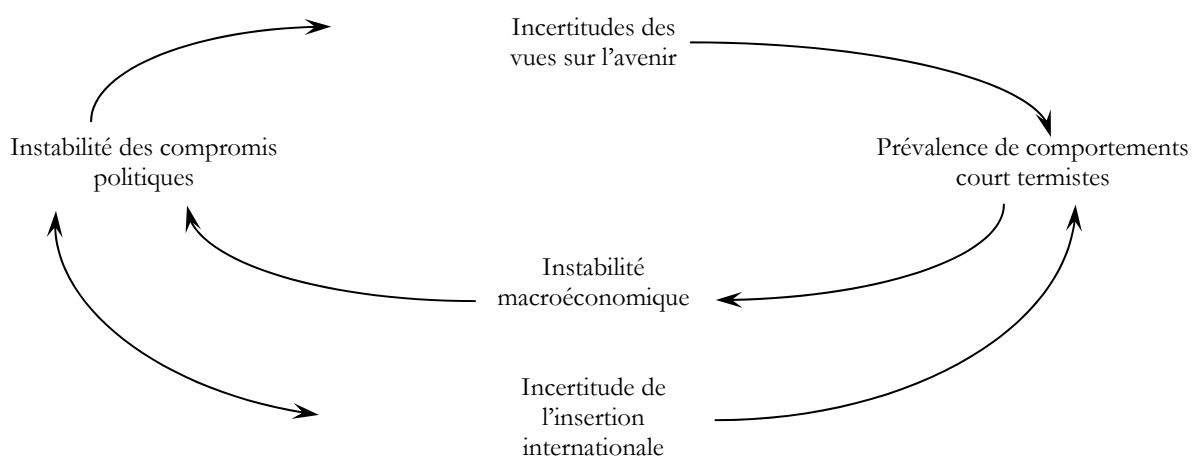 Incertitudes des
vues sur l’avenir
Instabilité des compromis
politiques
Prévalence de comportements
court termistes
Instabilité
macroéconomique
Incertitude de
l’insertion
internationale